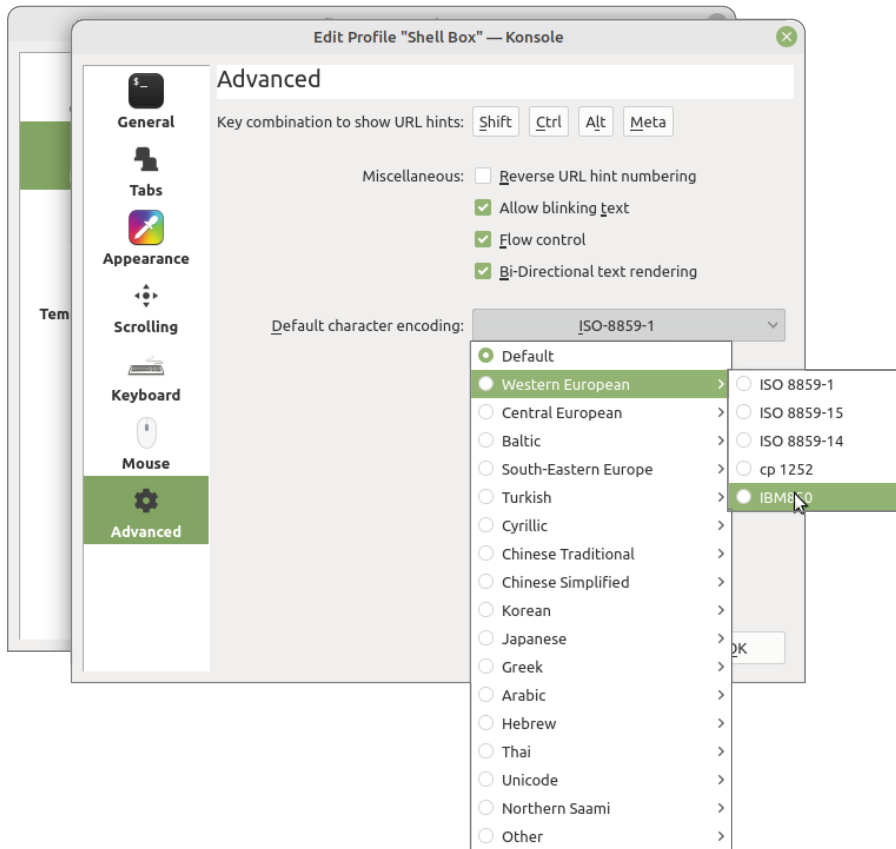 Edit Profile "Shell Box" — Konsole
Advanced
General
Key combination to show URL hints: Shift Ctrl Alt Meta
Tabs
Miscellaneous: Reverse URL hint numbering
Allow blinking text
Appearance
Flow control
Bi-Directional text rendering
Tem
Scrolling
Default character encoding: ISO-8859-1
Keyboard
Mouse
Advanced
Default
Western European
Central European
Baltic
South-Eastern Europe
Turkish
Cyrillic
Chinese Traditional
Chinese Simplified
Korean
Japanese
Greek
Arabic
Hebrew
Thai
Unicode
Northern Saami
Other
ISO 8859-1
ISO 8859-15
ISO 8859-14
cp 1252
IBM850
OK